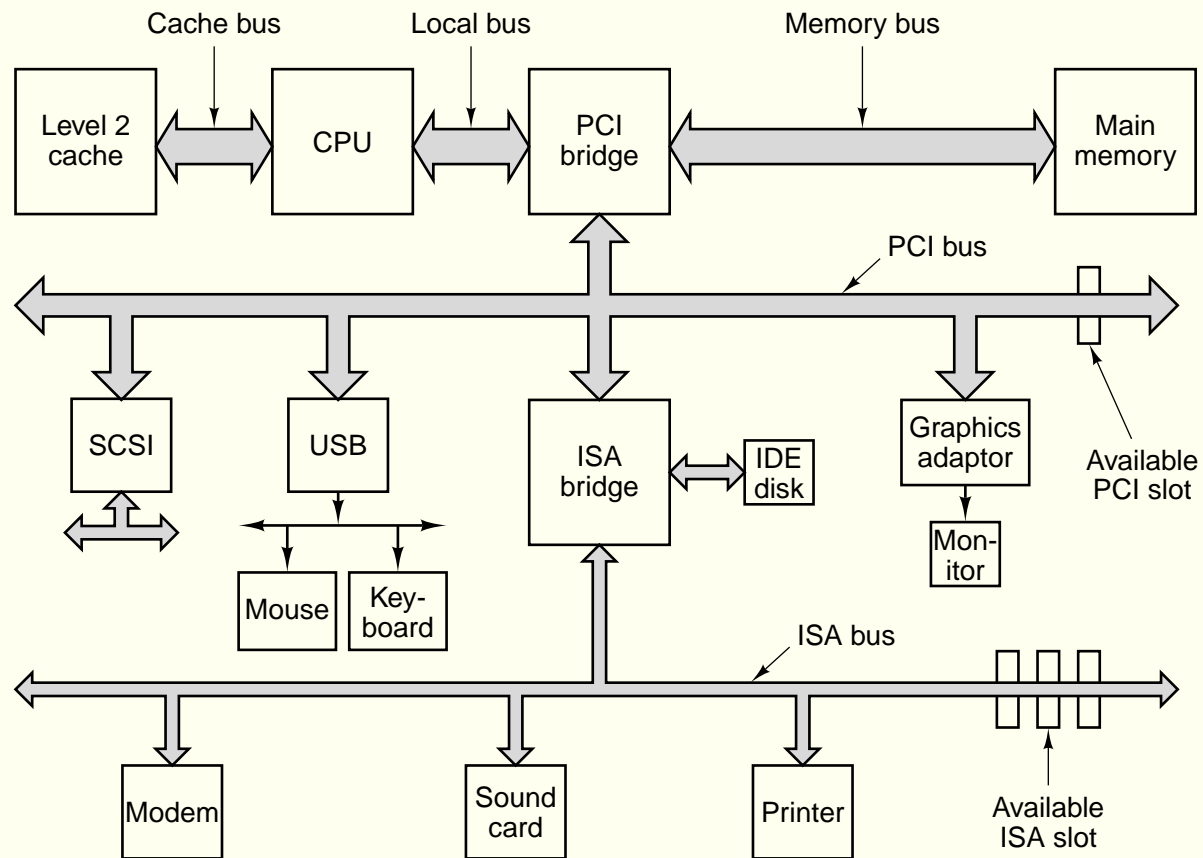 Cache bus
Local bus
Memory bus
Level 2
cache
CPU
PCI
bridge
Main
memory
PCI bus
SCSI
USB
ISA
bridge
IDE
disk
Graphics
adaptor
Available
PCI slot
Mon-
itor
Mouse
Key-
board
ISA bus
Modem
Sound
card
Printer
Available
ISA slot